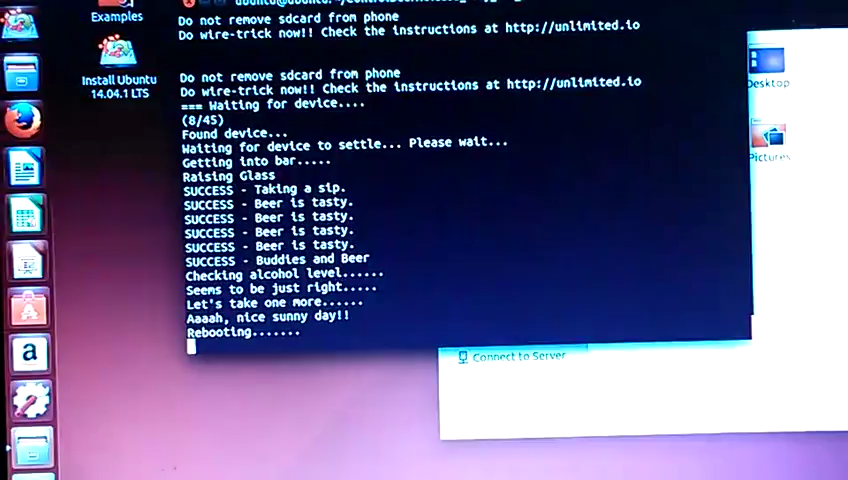 Examples
Install Ubuntu
14.04.1 LTS
Do not remove sdcard from phone
Do wire-trick now!! Check the instructions at http://unlimited.io
Do not remove sdcard from phone
Do wire-trick now!! Check the instructions at http://unlimited.io
=== Waiting for device....
(8/45)
Found device...
Waiting for device to settle... Please wait...
Getting into bar.....
Raising Glass
SUCCESS - Taking a sip.
SUCCESS - Beer is tasty.
SUCCESS - Beer is tasty.
SUCCESS - Beer is tasty.
SUCCESS - Beer is tasty.
SUCCESS - Buddies and Beer
Checking alcohol level......
Seems to be just right.....
Let's take one more......
Aaaah, nice sunny day!!
Rebooting.......
Desktop
Pictures
Connect to Server